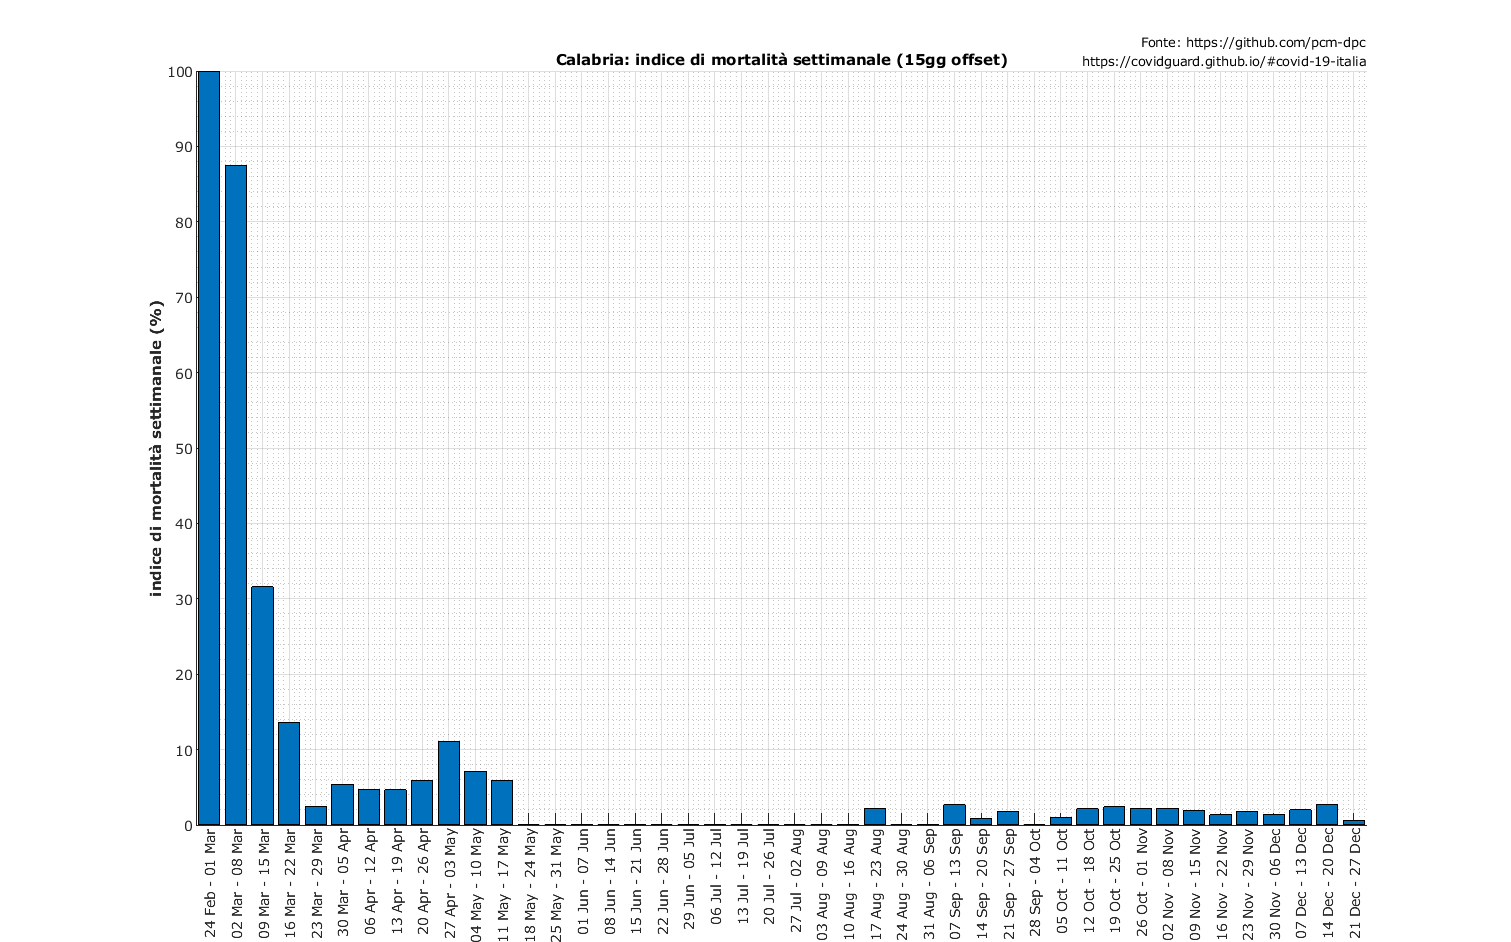 Fonte: https://github.com/pcm-dpc
https://covidguard.github.io/#covid-19-italia
Calabria: indice di mortalità settimanale (15gg offset)
indice di mortalità settimanale (%)
100
90
80
70
60
50
40
30
20
10
0
24 Feb - 01 Mar
02 Mar - 08 Mar
09 Mar - 15 Mar
16 Mar - 22 Mar
23 Mar - 29 Mar
30 Mar - 05 Apr
06 Apr - 12 Apr
13 Apr - 19 Apr
20 Apr - 26 Apr
27 Apr - 03 May
04 May - 10 May
11 May - 17 May
18 May - 24 May
25 May - 31 May
01 Jun - 07 Jun
08 Jun - 14 Jun
15 Jun - 21 Jun
22 Jun - 28 Jun
29 Jun - 05 Jul
06 Jul - 12 Jul
13 Jul - 19 Jul
20 Jul - 26 Jul
27 Jul - 02 Aug
03 Aug - 09 Aug
10 Aug - 16 Aug
17 Aug - 23 Aug
24 Aug - 30 Aug
31 Aug - 06 Sep
07 Sep - 13 Sep
14 Sep - 20 Sep
21 Sep - 27 Sep
28 Sep - 04 Oct
05 Oct - 11 Oct
12 Oct - 18 Oct
19 Oct - 25 Oct
26 Oct - 01 Nov
02 Nov - 08 Nov
09 Nov - 15 Nov
16 Nov - 22 Nov
23 Nov - 29 Nov
30 Nov - 06 Dec
07 Dec - 13 Dec
14 Dec - 20 Dec
21 Dec - 27 Dec